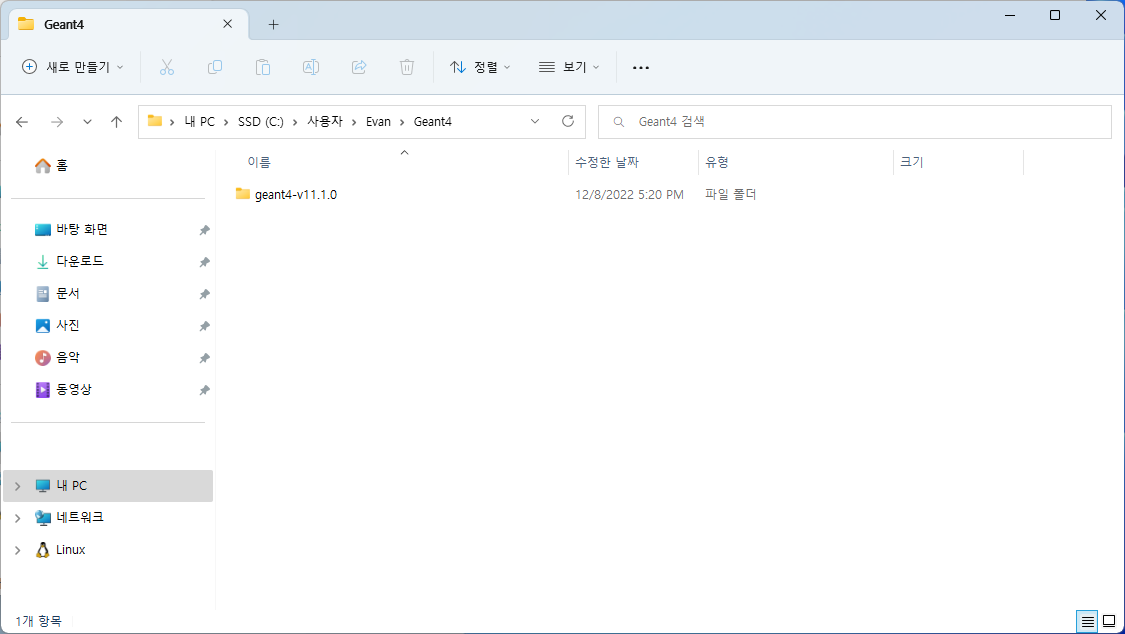 Geant4
새로 만들기
정렬
보기
내 PC > SSD (C:) > 사용자 > Evan > Geant4
Geant4 검색
이름 수정한 날짜 유형 크기
geant4-v11.1.0 12/8/2022 5:20 PM 파일 폴더
홈
바탕 화면
다운로드
문서
사진
음악
동영상
내 PC
네트워크
Linux
1개 항목